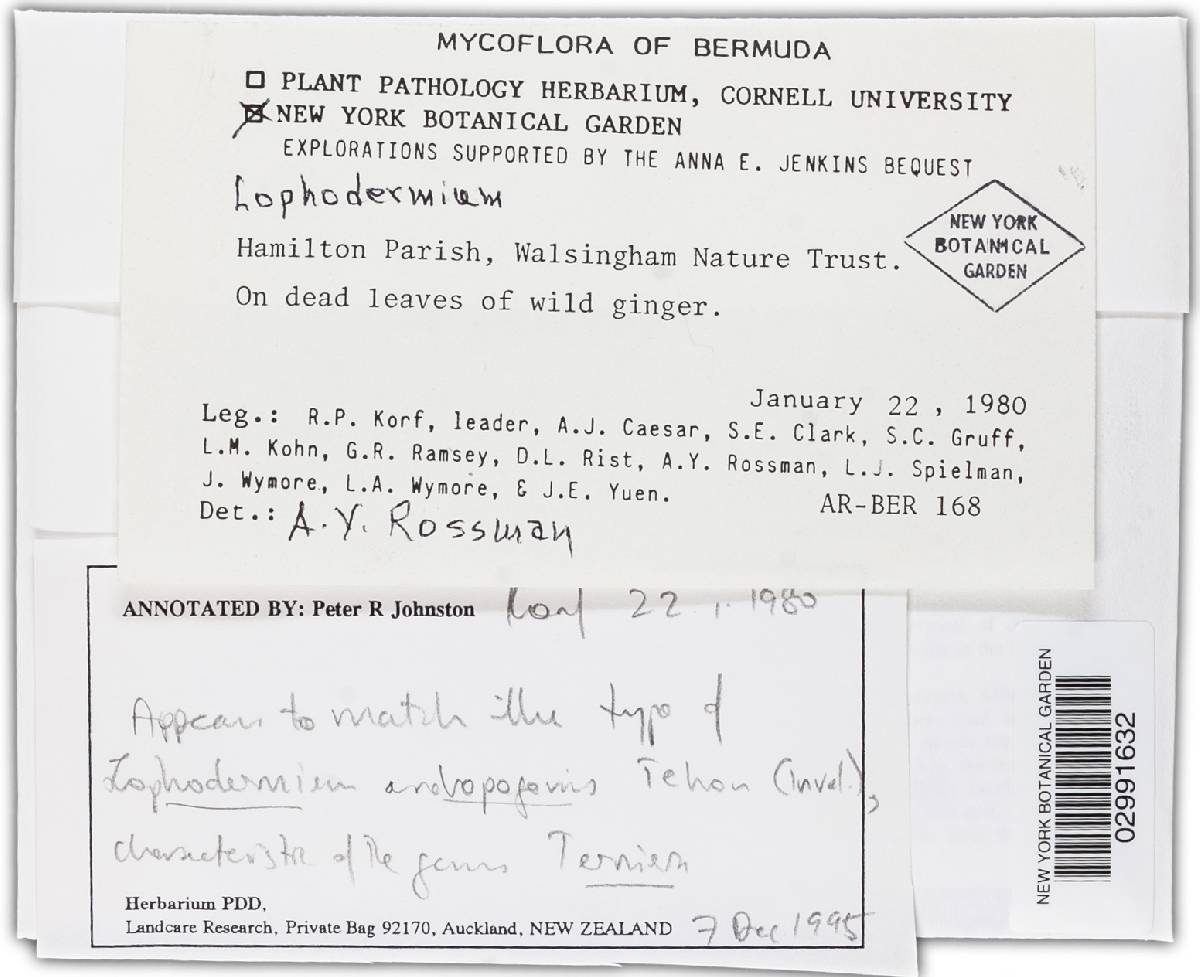 MYCOFLORA OF BERMUDA
PLANT PATHOLOGY HERBARIUM, CORNELL UNIVERSITY
NEW YORK BOTANICAL GARDEN
EXPLORATIONS SUPPORTED BY THE ANNA E. JENKINS BEQUEST
Lophodermium
NEW YORK
BOTANICAL
GARDEN
Hamilton Parish, Walsingham Nature Trust.
On dead leaves of wild ginger.
January 22, 1980
Leg.: R.P. Korf, leader, A.J. Caesar, S.E. Clark, S.C. Gruff,
L.M. Kohn, G.R. Ramsey, D.L. Rist, A.Y. Rossman, L.J. Spielman,
J. Wymore, L.A. Wymore, & J.E. Yuen.
AR-BER 168
Det.: A.Y. Rossman
ANNOTATED BY: Peter R Johnston 22, 1980
Appears to match the type of
Lophodermium andropogonis Tehon (inval.),
characteristic of the genus Terriera
Herbarium PDD,
Landcare Research, Private Bag 92170, Auckland, NEW ZEALAND 7 Dec 1995
NEW YORK BOTANICAL GARDEN
02991632